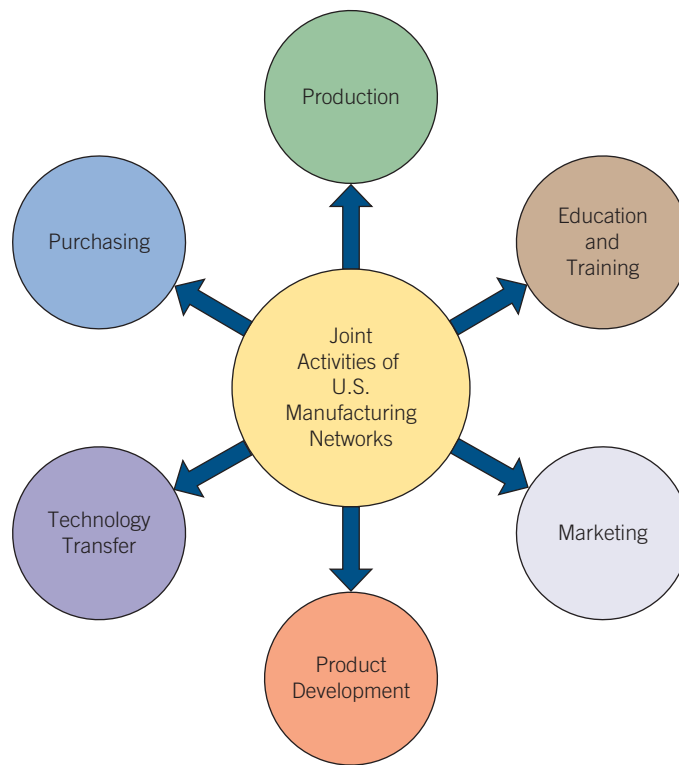 Production
Purchasing
Education
and
Training
Joint
Activities of
U.S.
Manufacturing
Networks
Technology
Transfer
Marketing
Product
Development